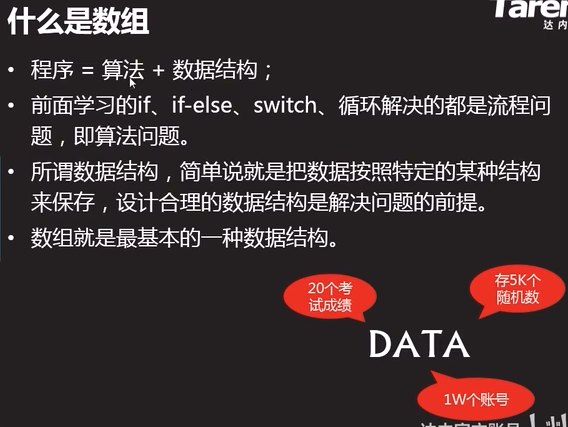 什么是数组
Taren
达内
• 程序 = 算法 + 数据结构；
• 前面学习的if、if-else、switch、循环解决的都是流程问
题，即算法问题。
• 所谓数据结构，简单说就是把数据按照特定的某种结构
来保存，设计合理的数据结构是解决问题的前提。
• 数组就是最基本的一种数据结构。
20个考
试成绩
存5K个
随机数
DATA
1W个账号